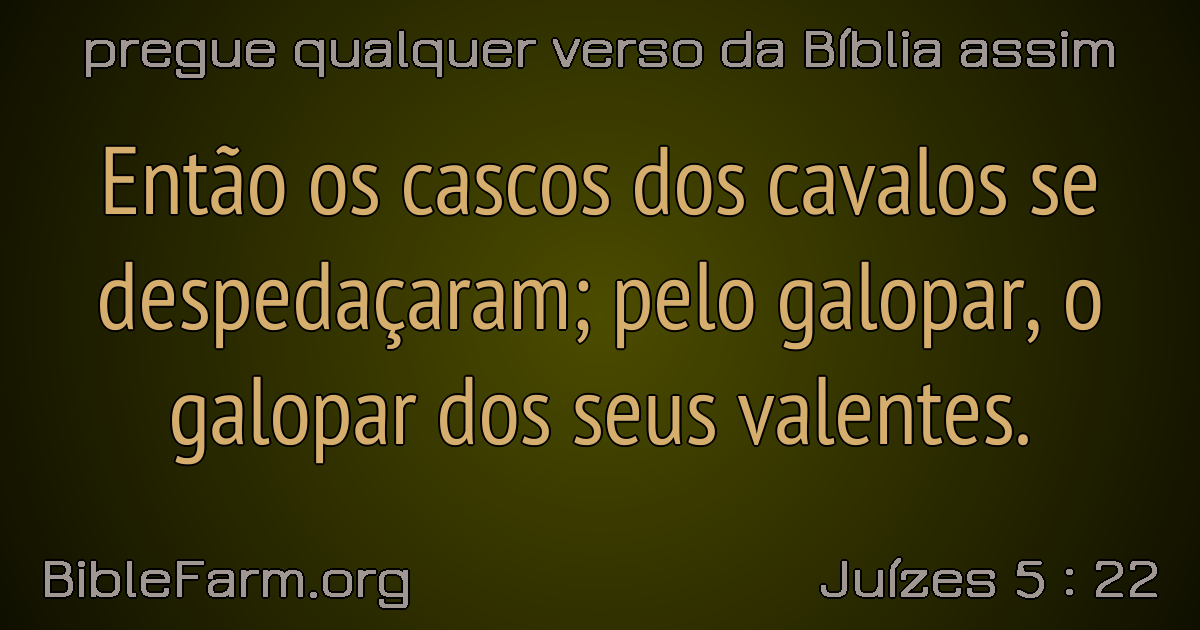 pregue qualquer verso da Bíblia assim
Então os cascos dos cavalos se
despedaçaram; pelo galopar, o
galopar dos seus valentes.
BibleFarm.org
Juízes 5 : 22